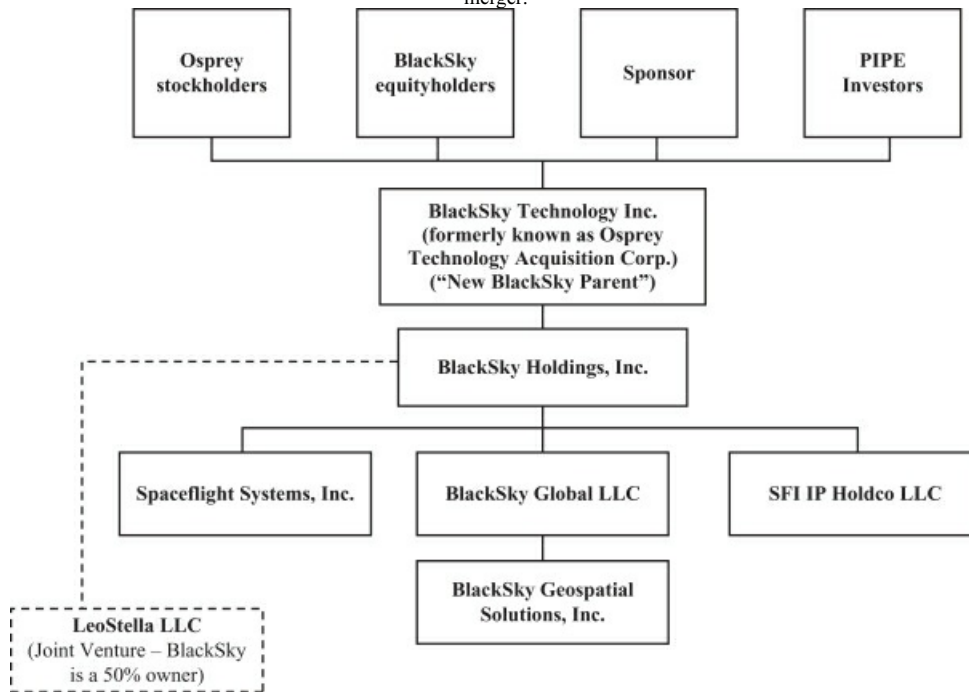 merger.
Osprey
stockholders
BlackSky
equityholders
Sponsor
PIPE
Investors
BlackSky Technology Inc.
(formerly known as Osprey
Technology Acquisition Corp.)
(“New BlackSky Parent”)
BlackSky Holdings, Inc.
Spaceflight Systems, Inc.
BlackSky Global LLC
SFI IP Holdco LLC
BlackSky Geospatial
Solutions, Inc.
LeoStella LLC
(Joint Venture – BlackSky
is a 50% owner)